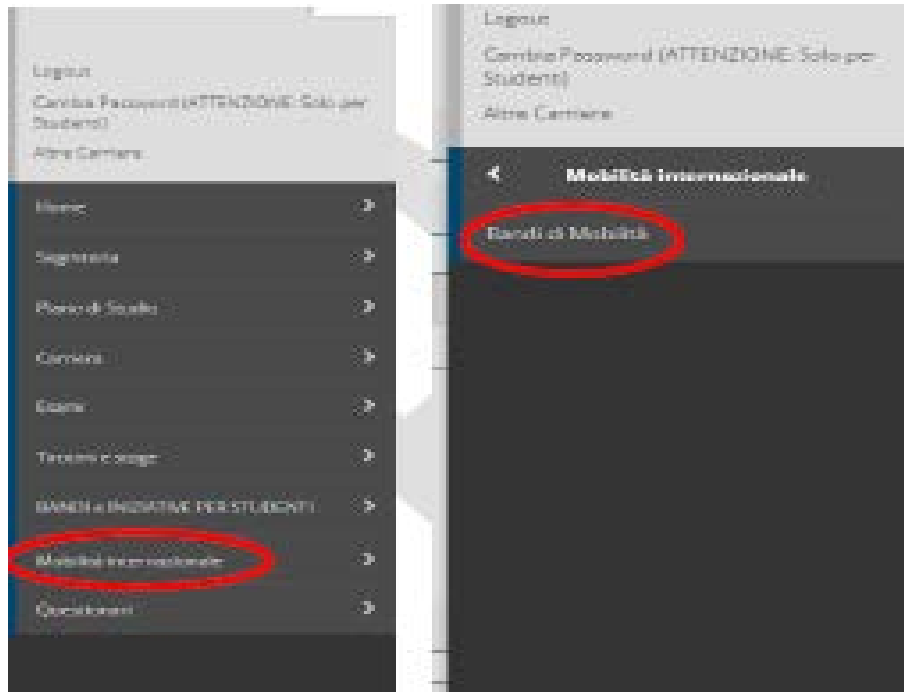 Logout
Cambia Password (ATTENZIONE: Solo per
Studenti)
Altre Carriere
Home
Segreteria
Piano di Studio
Carriera
Esami
Tirocini e stage
BANDI e INIZIATIVE PER STUDENTI
Mobilità internazionale
Questionari
Logout
Cambia Password (ATTENZIONE: Solo per
Studenti)
Altre Carriere
Mobilità internazionale
Bandi di Mobilità